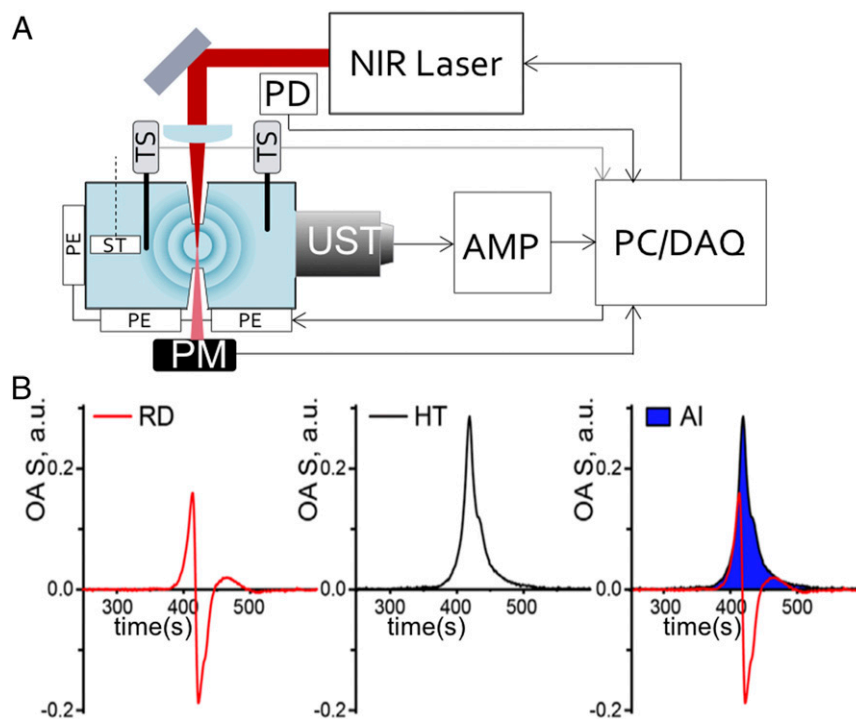 A
NIR Laser
PD
TS
TS
PE
ST
UST
AMP
PC/DAQ
PE
PE
PM
B
RD
HT
AI
OA S, a.u.
0.2
0.0
-0.2
300
400
500
time(s)
OA S, a.u.
0.2
0.0
-0.2
300
400
500
time(s)
OA S, a.u.
0.2
0.0
-0.2
300
400
500
time(s)